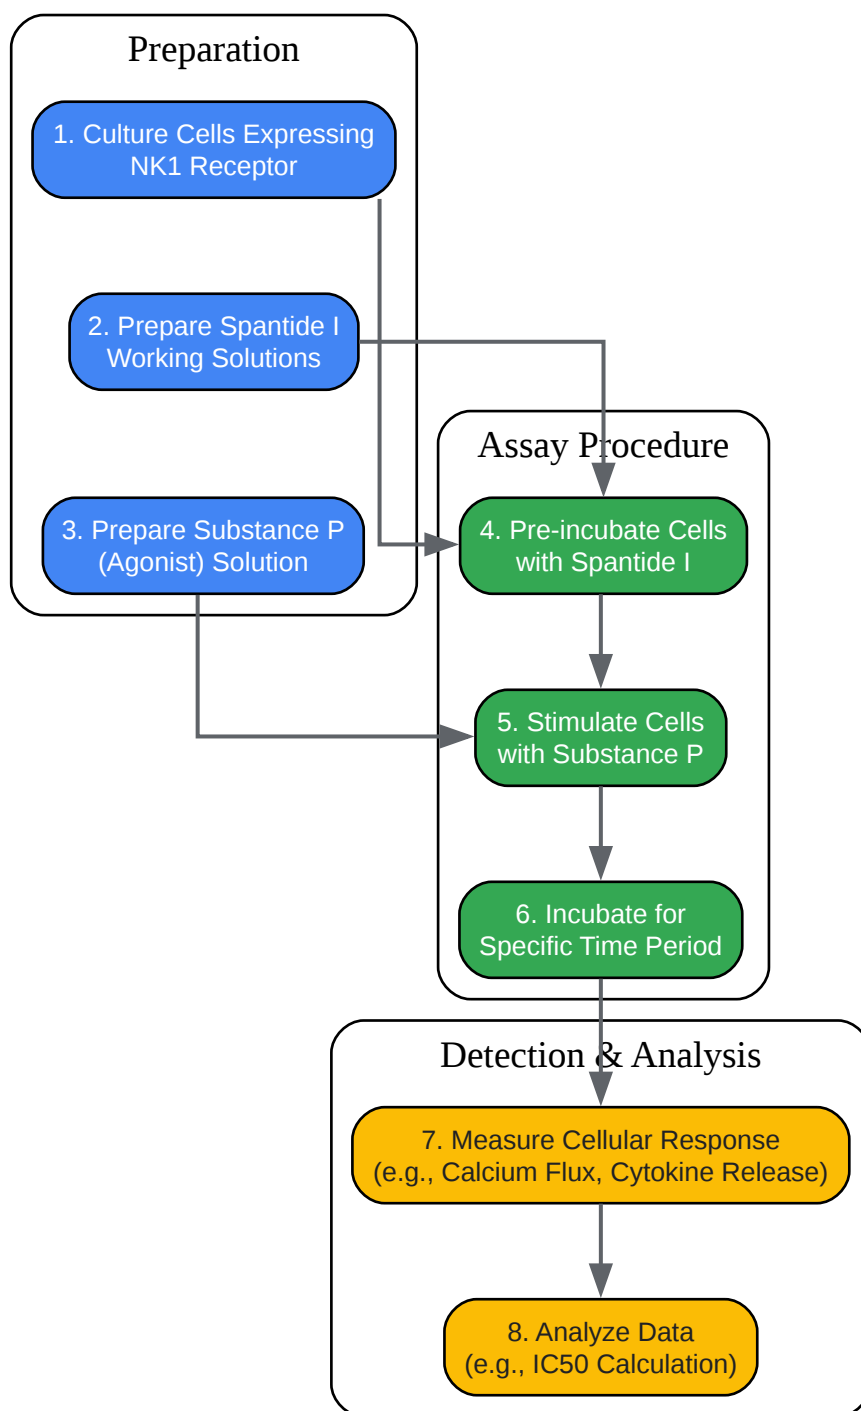 Preparation
1. Culture Cells Expressing
NK1 Receptor
2. Prepare Spantide I
Working Solutions
3. Prepare Substance P
(Agonist) Solution
Assay Procedure
4. Pre-incubate Cells
with Spantide I
5. Stimulate Cells
with Substance P
6. Incubate for
Specific Time Period
Detection & Analysis
7. Measure Cellular Response
(e.g., Calcium Flux, Cytokine Release)
8. Analyze Data
(e.g., IC50 Calculation)